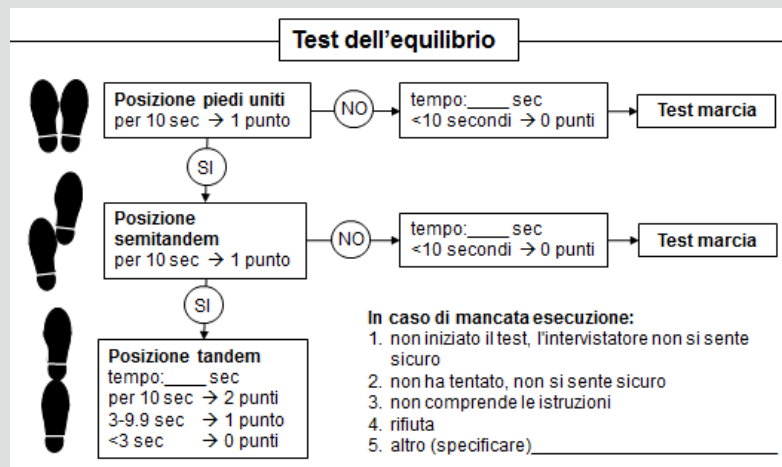 Test dell'equilibrio
Posizione piedi uniti
per 10 sec → 1 punto
NO
tempo:____ sec
<10 secondi → 0 punti
Test marcia
SI
Posizione
semitandem
per 10 sec → 1 punto
NO
tempo:____ sec
<10 secondi → 0 punti
Test marcia
SI
Posizione tandem
tempo:____ sec
per 10 sec → 2 punti
3-9.9 sec → 1 punto
<3 sec → 0 punti
In caso di mancata esecuzione:
1. non iniziato il test, l'intervistatore non si sente
sicuro
2. non ha tentato, non si sente sicuro
3. non comprende le istruzioni
4. rifiuta
5. altro (specificare)____________________